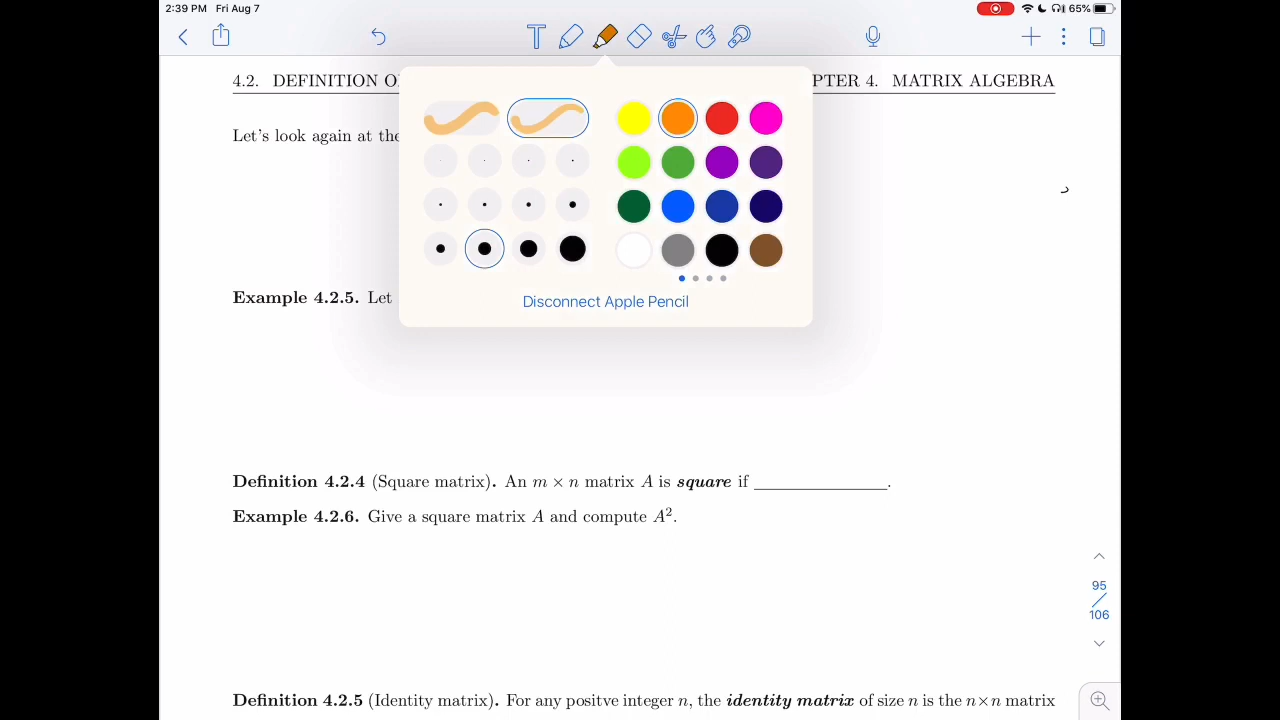 2:39 PM Fri Aug 7 65%
4.2. DEFINITION O PTER 4. MATRIX ALGEBRA
Let's look again at the
Disconnect Apple Pencil
Example 4.2.5. Let
Definition 4.2.4 (Square matrix). An m × n matrix A is square if ________________.
Example 4.2.6. Give a square matrix A and compute A².
95
106
Definition 4.2.5 (Identity matrix). For any positve integer n, the identity matrix of size n is the n×n matrix